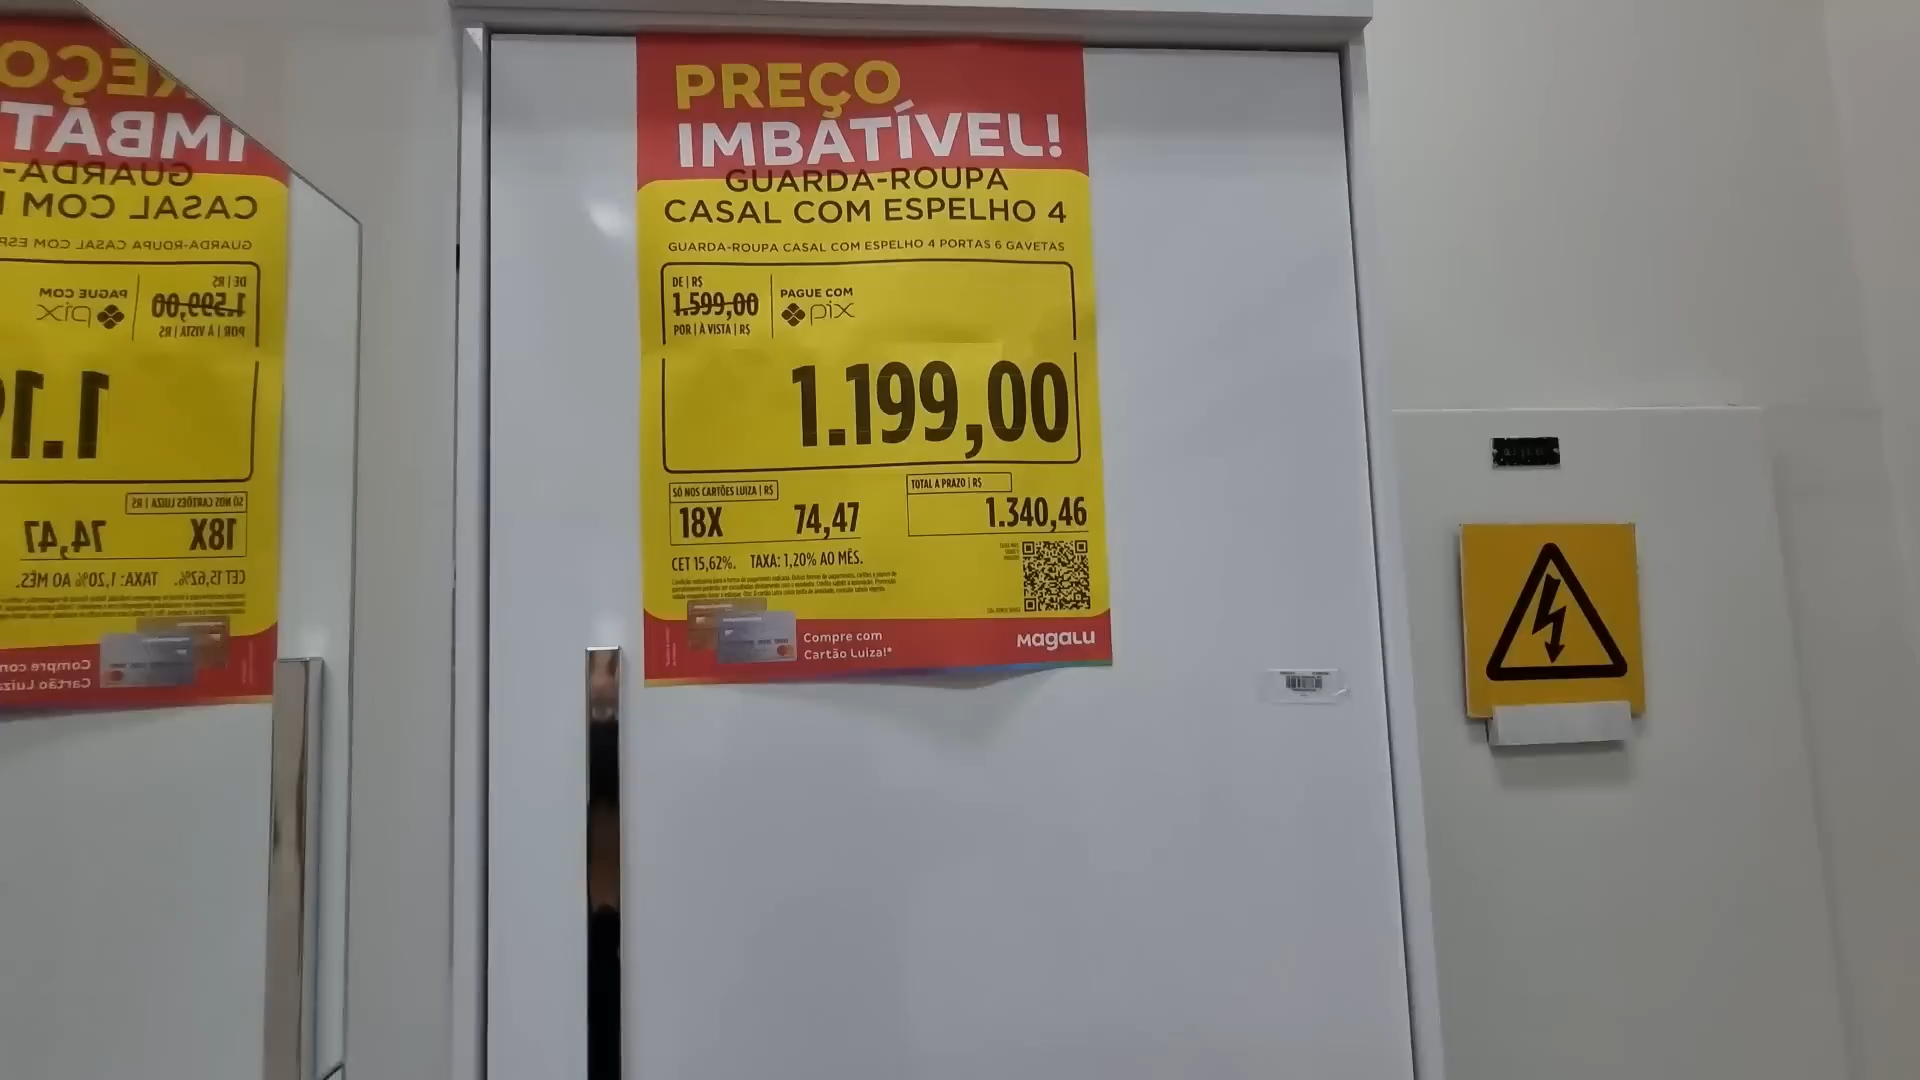 PREÇO
IMBATÍVEL!
GUARDA-ROUPA
CASAL COM ESPELHO 4
GUARDA-ROUPA CASAL COM ESPELHO 4 PORTAS 6 GAVETAS
DE | R$
1.599,00
POR | À VISTA | R$
PAGUE COM
pix
1.199,00
SÓ NOS CARTÕES LUIZA | R$
18X 74,47
TOTAL A PRAZO | R$
1.340,46
CET 15,62%. TAXA: 1,20% AO MÊS.
Compre com
Cartão Luiza!*
Magalu